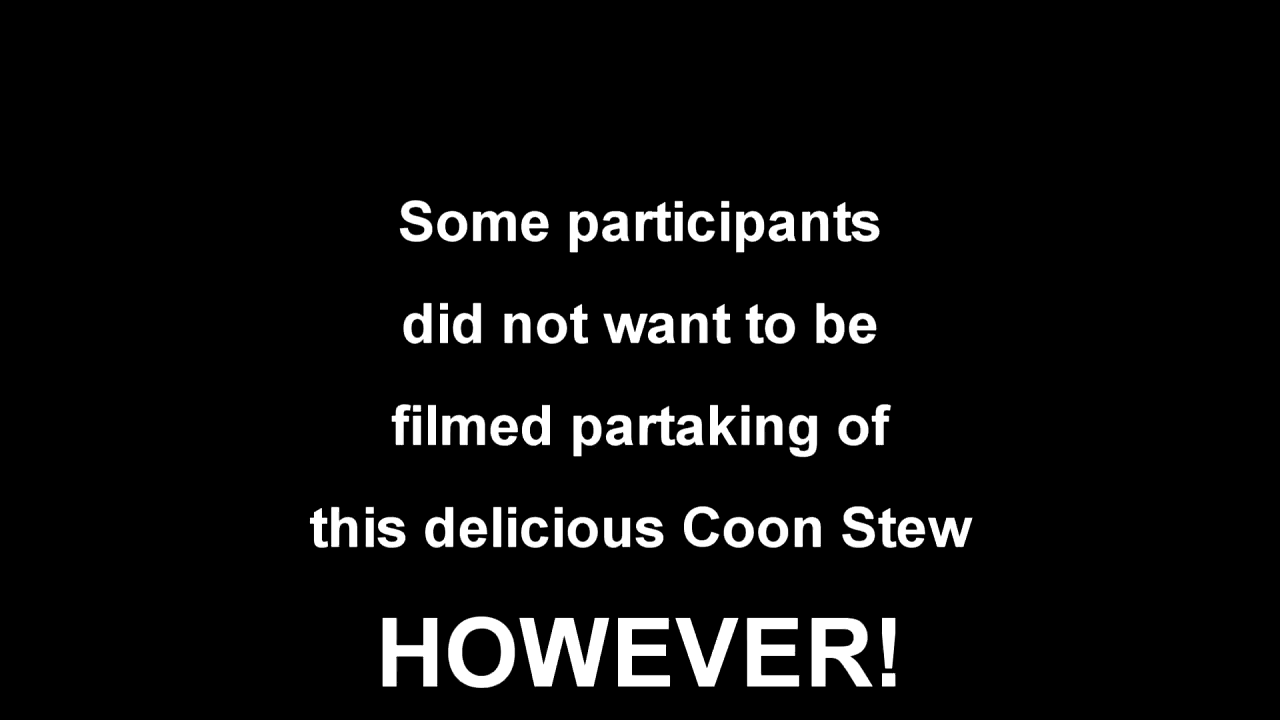 Some participants
did not want to be
filmed partaking of
this delicious Coon Stew
HOWEVER!